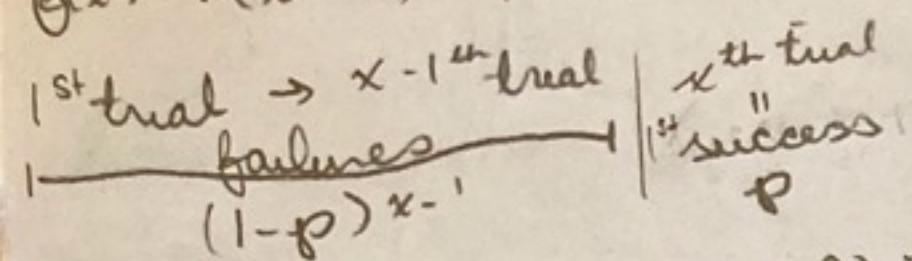 1st trial → x-1th trial | xth trial
failures
"
1st success
(1-p)^x-1
p